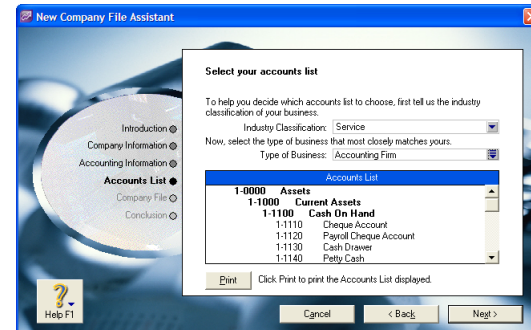 New Company File Assistant
Select your accounts list
To help you decide which accounts list to choose, first tell us the industry
classification of your business.
Industry Classification: Service
Now, select the type of business that most closely matches yours.
Type of Business: Accounting Firm
Introduction
Company Information
Accounting Information
Accounts List
Company File
Conclusion
Accounts List
1-0000 Assets
1-1000 Current Assets
1-1100 Cash On Hand
1-1110 Cheque Account
1-1120 Payroll Cheque Account
1-1130 Cash Drawer
1-1140 Petty Cash
Print Click Print to print the Accounts List displayed.
Help F1
Cancel < Back Next >